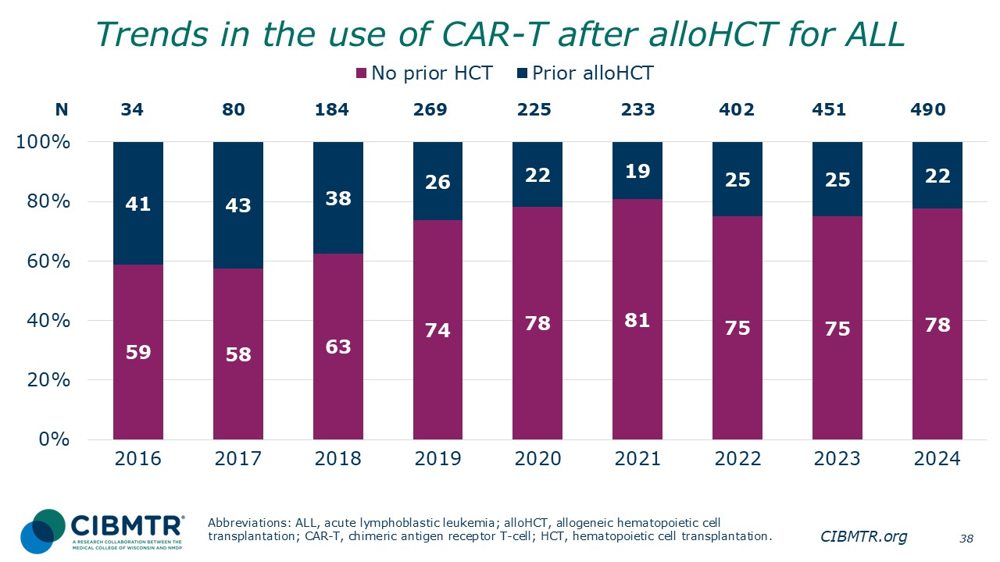 Trends in the use of CAR-T after alloHCT for ALL
No prior HCT Prior alloHCT
N 34 80 184 269 225 233 402 451 490
100%
80%
60%
40%
20%
0%
41 43 38 26 22 19 25 25 22
59 58 63 74 78 81 75 75 78
2016 2017 2018 2019 2020 2021 2022 2023 2024
CIBMTR®
A RESEARCH COLLABORATION BETWEEN THE
MEDICAL COLLEGE OF WISCONSIN AND NMDP
Abbreviations: ALL, acute lymphoblastic leukemia; alloHCT, allogeneic hematopoietic cell
transplantation; CAR-T, chimeric antigen receptor T-cell; HCT, hematopoietic cell transplantation.
CIBMTR.org
38